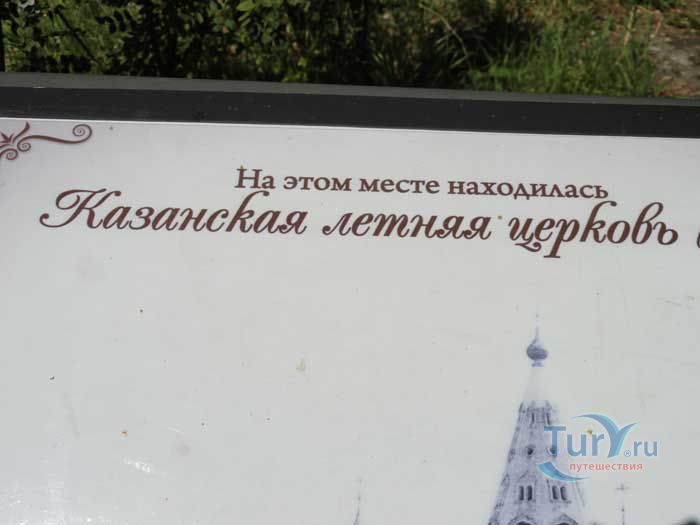 На этом месте находилась
Казанская летняя церковъ
TurY.ru
путешествия